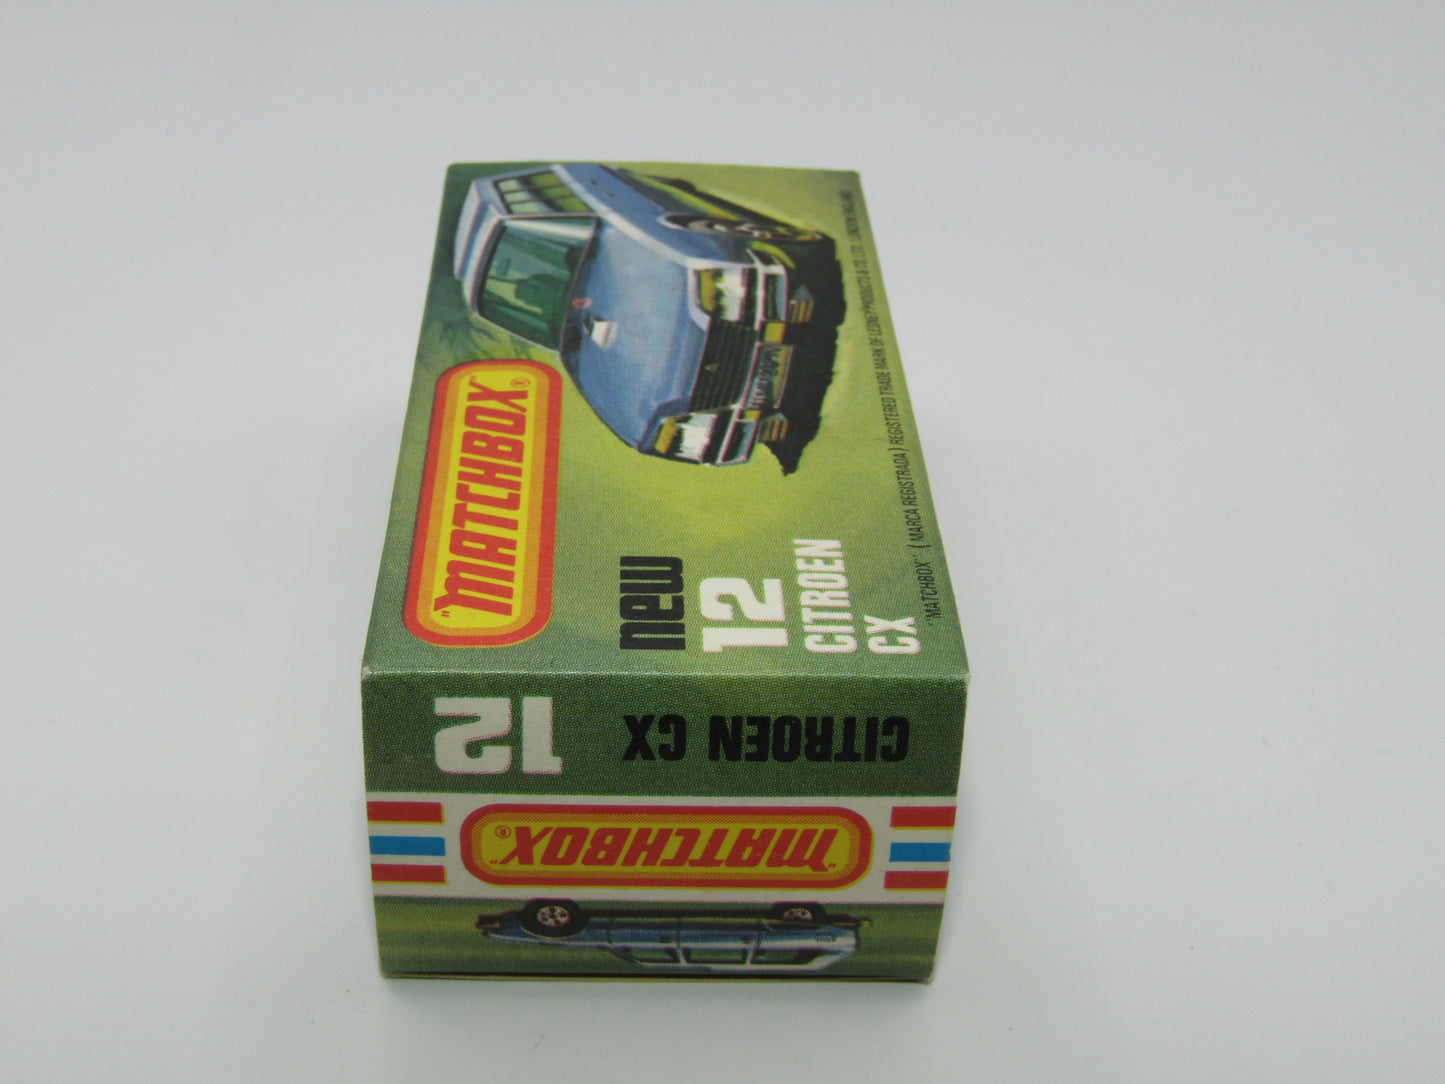 "MATCHBOX"®
new
12
CITROEN
CX
"MATCHBOX" (MARCA REGISTRADA) REGISTERED TRADE MARK OF LESNEY PRODUCTS & CO. LTD. LONDON ENGLAND
12 CITROEN CX
"MATCHBOX"®